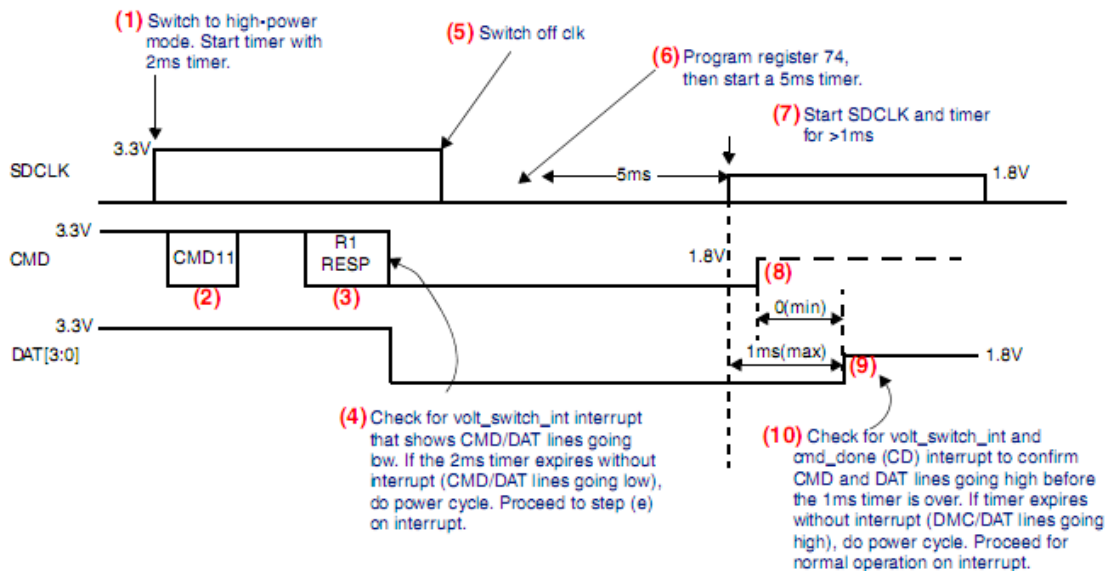 (1) Switch to high-power
mode. Start timer with
2ms timer.
(5) Switch off clk
(6) Program register 74,
then start a 5ms timer.
(7) Start SDCLK and timer
for >1ms
3.3V
SDCLK
5ms
1.8V
3.3V
CMD
CMD11
(2)
R1
RESP
(3)
1.8V
(8)
0(min)
3.3V
DAT[3:0]
1ms(max)
(9)
1.8V
(4) Check for volt_switch_int interrupt
that shows CMD/DAT lines going
low. If the 2ms timer expires without
interrupt (CMD/DAT lines going low),
do power cycle. Proceed to step (e)
on interrupt.
(10) Check for volt_switch_int and
cmd_done (CD) interrupt to confirm
CMD and DAT lines going high before
the 1ms timer is over. If timer expires
without interrupt (DMC/DAT lines going
high), do power cycle. Proceed for
normal operation on interrupt.